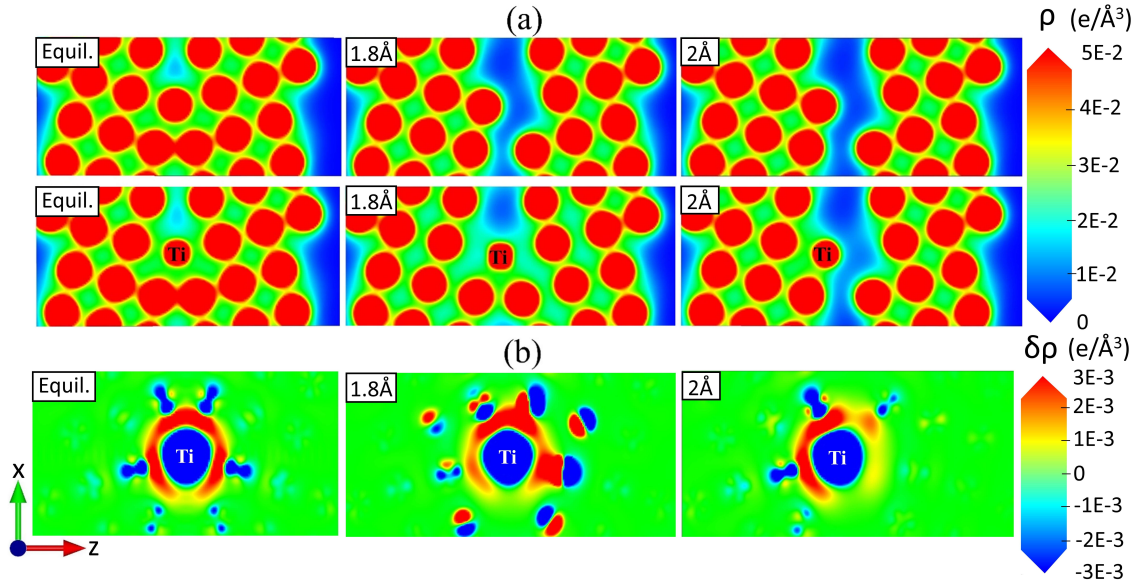 (a)
ρ (e/Å³)
Equil. 1.8Å 2Å
5E-2
4E-2
3E-2
2E-2
1E-2
0
Equil. 1.8Å 2Å
Ti Ti Ti
(b)
δρ (e/Å³)
Equil. 1.8Å 2Å
3E-3
2E-3
1E-3
0
-1E-3
-2E-3
-3E-3
Ti Ti Ti
X
Z